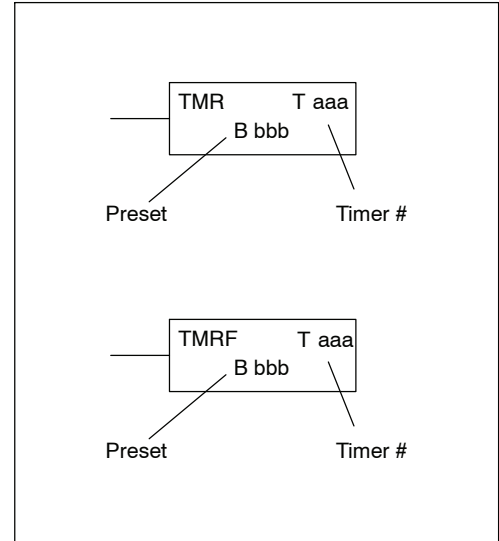 TMR T aaa
B bbb
Preset Timer #
TMRF T aaa
B bbb
Preset Timer #